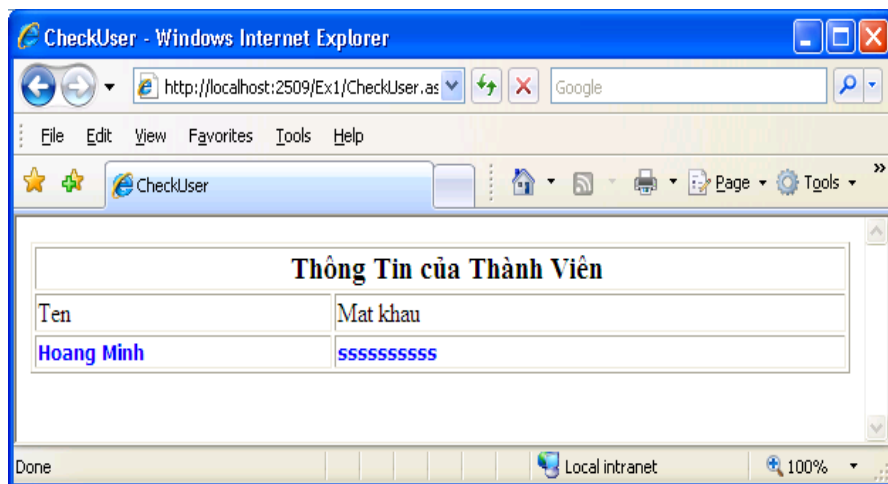 CheckUser - Windows Internet Explorer
http://localhost:2509/Ex1/CheckUser.as
Google
File Edit View Favorites Tools Help
CheckUser
Page Tools »
Thông Tin của Thành Viên
Ten Mat khau
Hoang Minh ssssssssss
Done Local intranet 100%